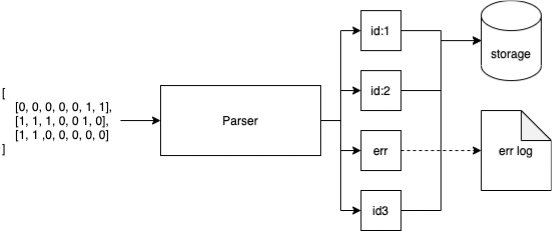 [
[0, 0, 0, 0, 0, 1, 1],
[1, 1, 1, 0, 0 1, 0],
[1, 1 ,0, 0, 0, 0, 0]
]
Parser
id:1
id:2
err
id3
storage
err log